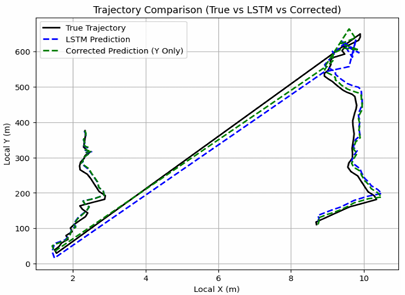 Trajectory Comparison (True vs LSTM vs Corrected)
True Trajectory
LSTM Prediction
Corrected Prediction (Y Only)
Local Y (m)
600
500
400
300
200
100
0
2
4
6
8
10
Local X (m)